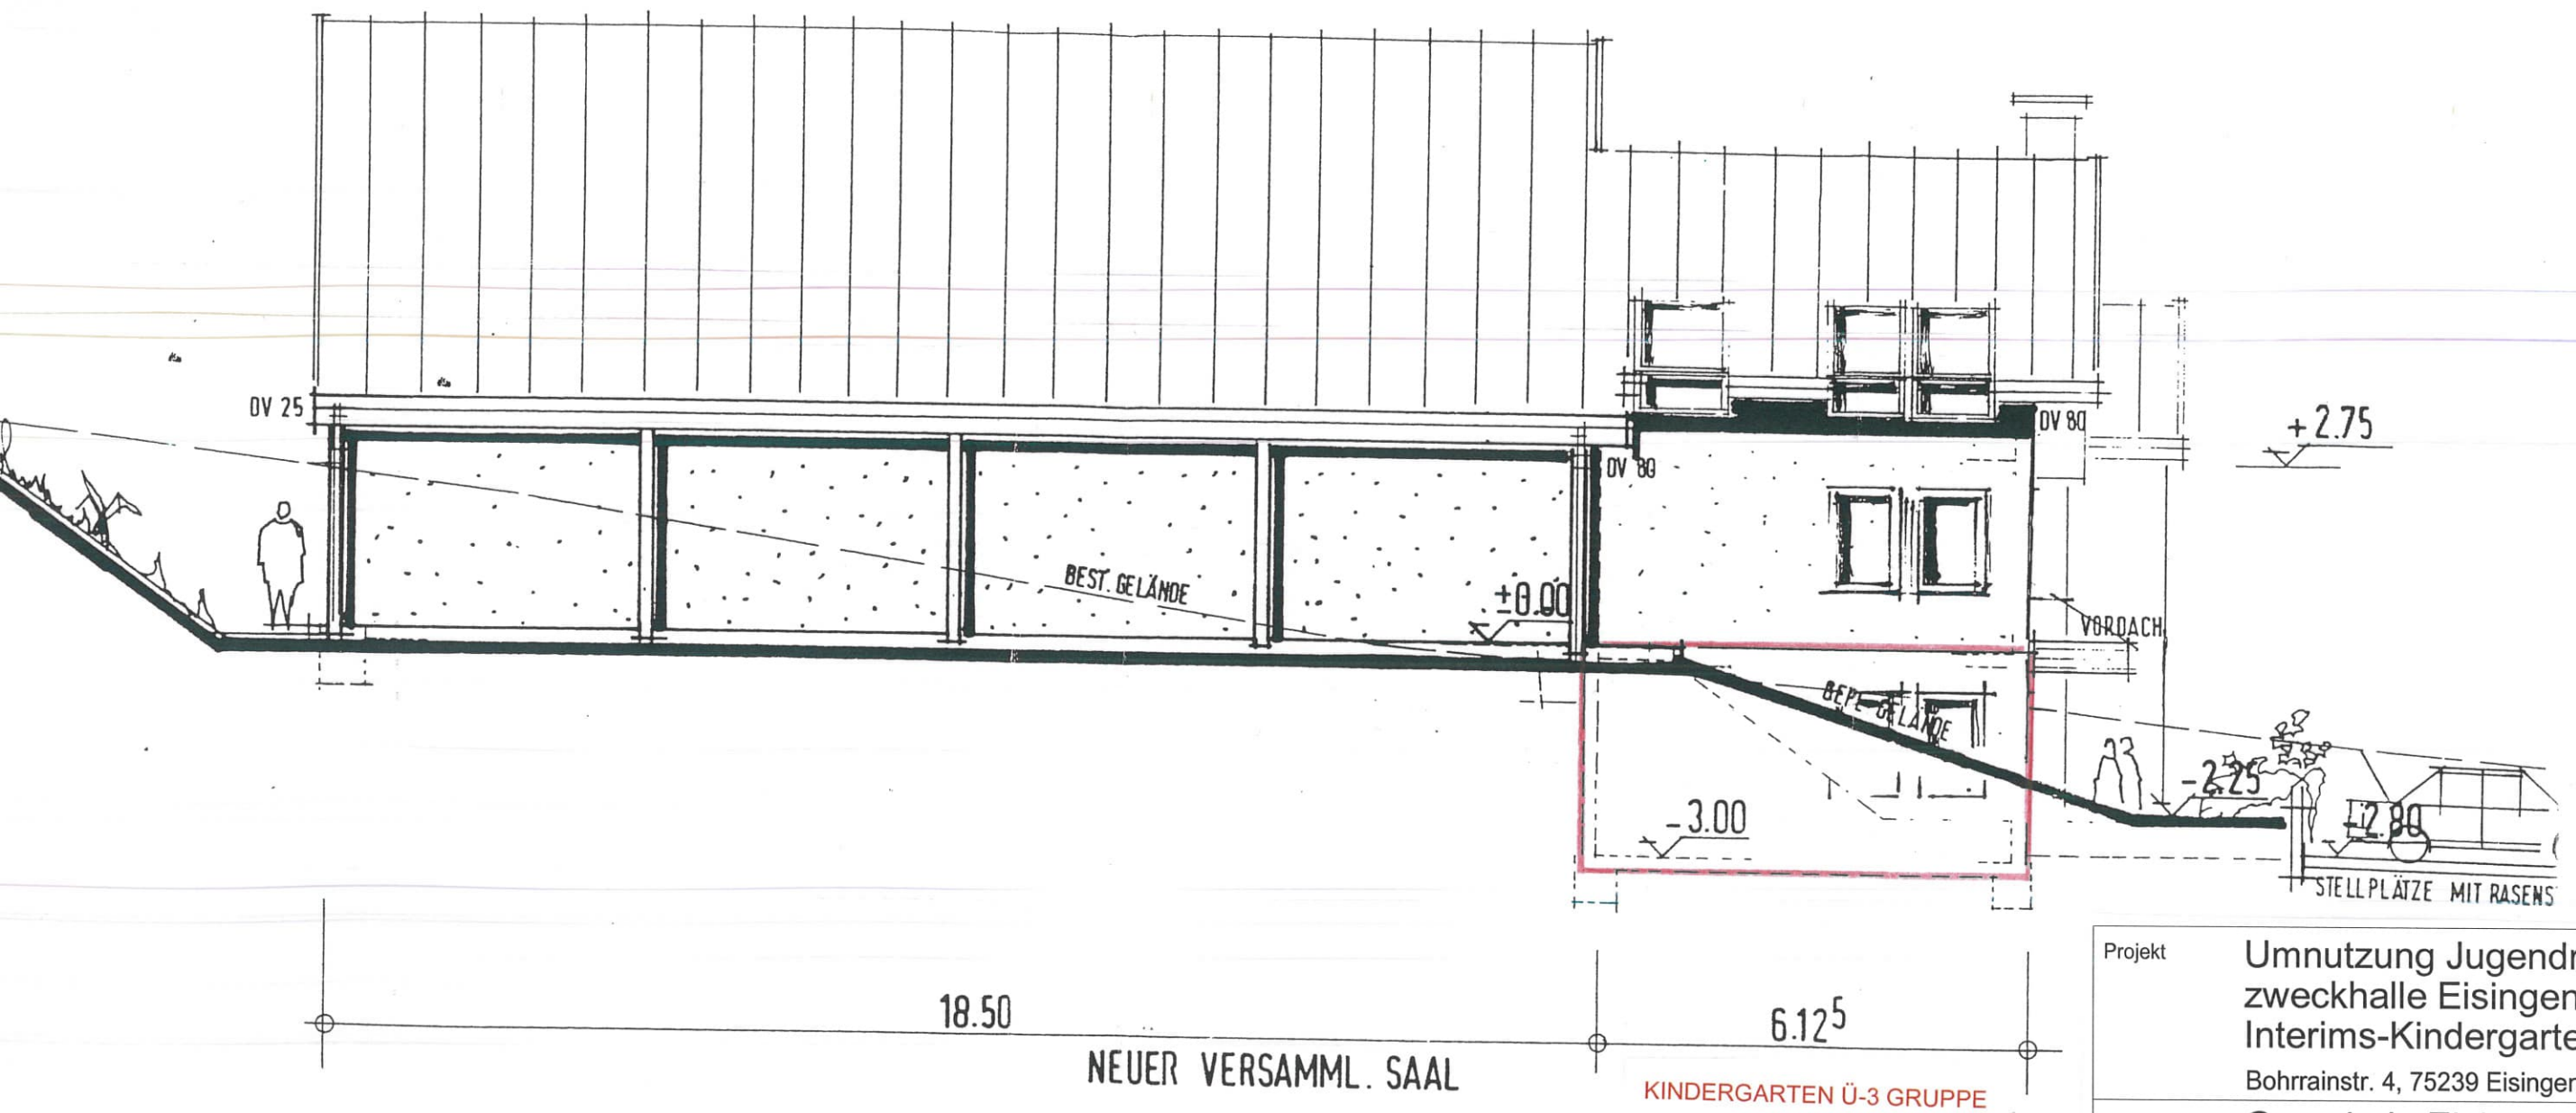 DV 25
DV 80
+2.75
DV 80
BEST. GELÄNDE
±0.00
VORDACH
GEPL. GELÄNDE
-2.25
-3.00
-2.80
STELLPLÄTZE MIT RASENS
Projekt
Umnutzung Jugendr
zweckhalle Eisingen
Interims-Kindergarte
Bohrrainstr. 4, 75239 Eisingen
18.50
6.12⁵
NEUER VERSAMML. SAAL
KINDERGARTEN Ü-3 GRUPPE